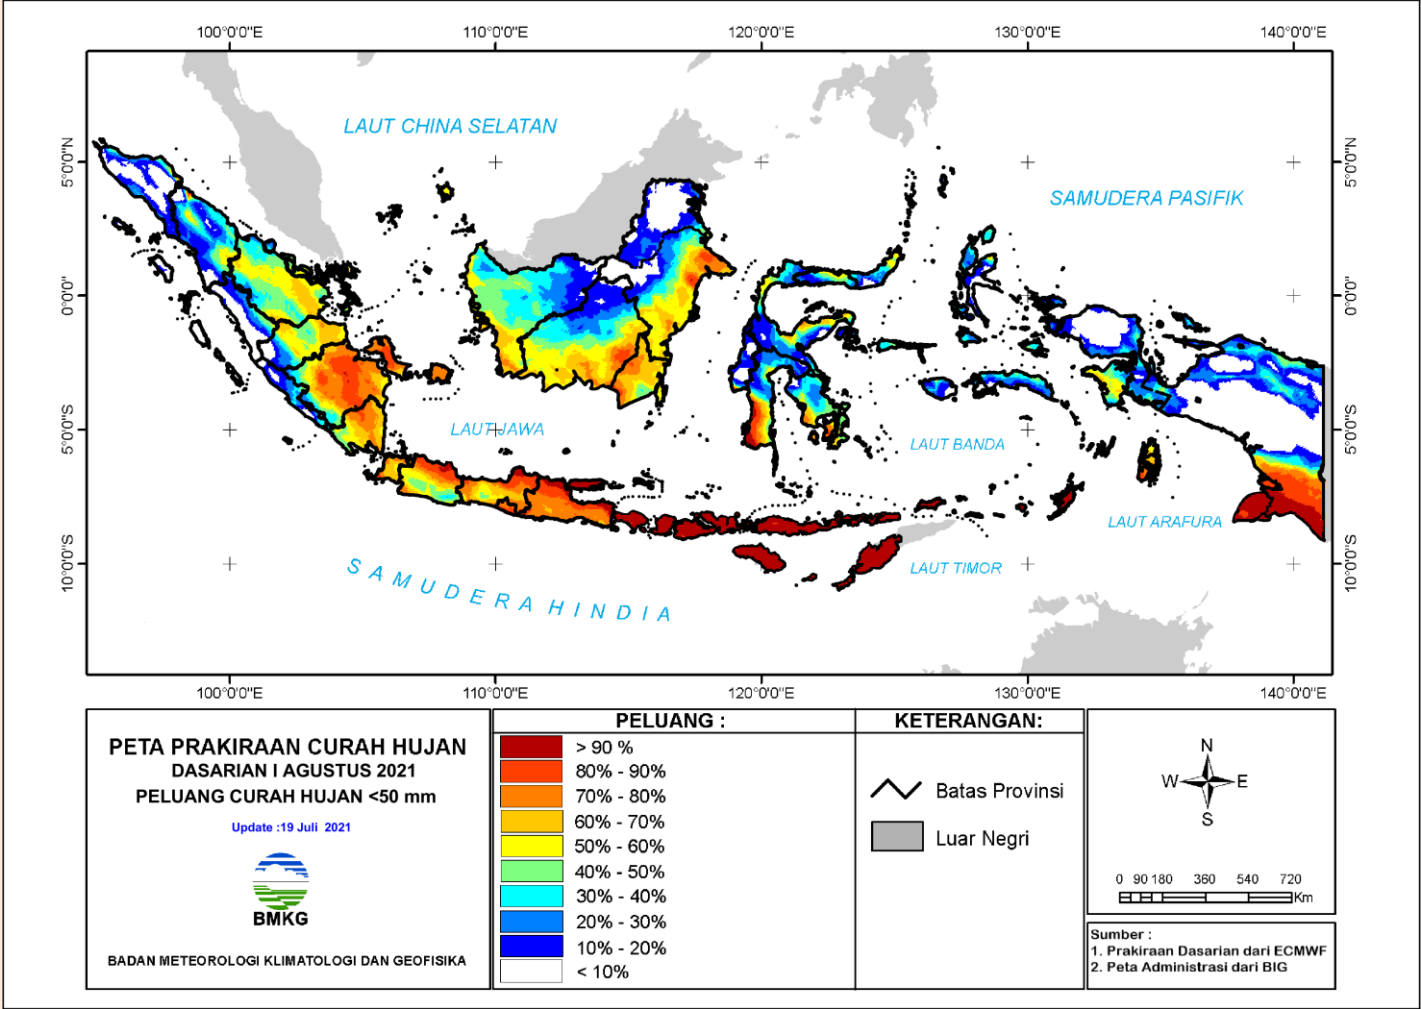 100°0'0"E 110°0'0"E 120°0'0"E 130°0'0"E 140°0'0"E
5°0'0"N 5°0'0"N
0°0'0" 0°0'0"
5°0'0"S 5°0'0"S
10°0'0"S 10°0'0"S
LAUT CHINA SELATAN
SAMUDERA PASIFIK
LAUT JAWA
LAUT BANDA
LAUT ARAFURA
LAUT TIMOR
SAMUDERA HINDIA
100°0'0"E 110°0'0"E 120°0'0"E 130°0'0"E 140°0'0"E
PETA PRAKIRAAN CURAH HUJAN
DASARIAN I AGUSTUS 2021
PELUANG CURAH HUJAN <50 mm
Update :19 Juli 2021
BMKG
BADAN METEOROLOGI KLIMATOLOGI DAN GEOFISIKA
PELUANG :
> 90 %
80% - 90%
70% - 80%
60% - 70%
50% - 60%
40% - 50%
30% - 40%
20% - 30%
10% - 20%
< 10%
KETERANGAN:
Batas Provinsi
Luar Negri
N
W E
S
0 90 180 360 540 720
Km
Sumber :
1. Prakiraan Dasarian dari ECMWF
2. Peta Administrasi dari BIG